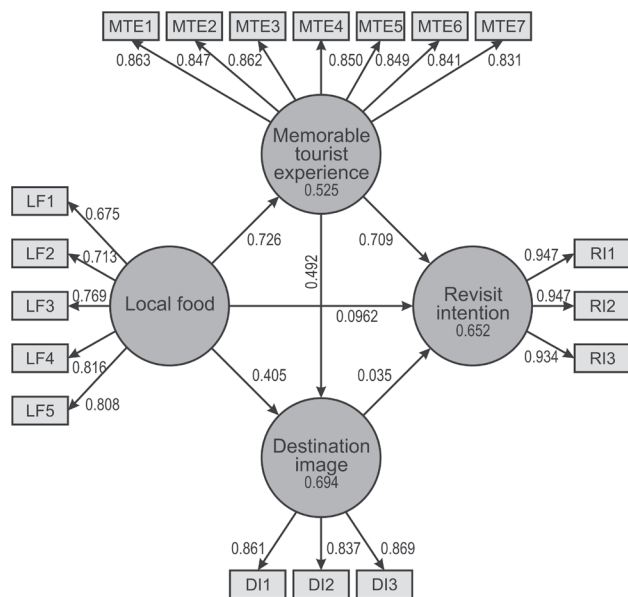 MTE1 MTE2 MTE3 MTE4 MTE5 MTE6 MTE7
0.863 0.847 0.862 0.850 0.849 0.841 0.831
Memorable
tourist
experience
0.525
LF1
0.675
LF2
0.713
LF3
0.769
LF4
0.816
LF5
0.808
Local food
0.726
0.492
0.709
0.0962
0.405
0.035
Revisit
intention
0.652
0.947
RI1
0.947
RI2
0.934
RI3
Destination
image
0.694
0.861 0.837 0.869
DI1 DI2 DI3